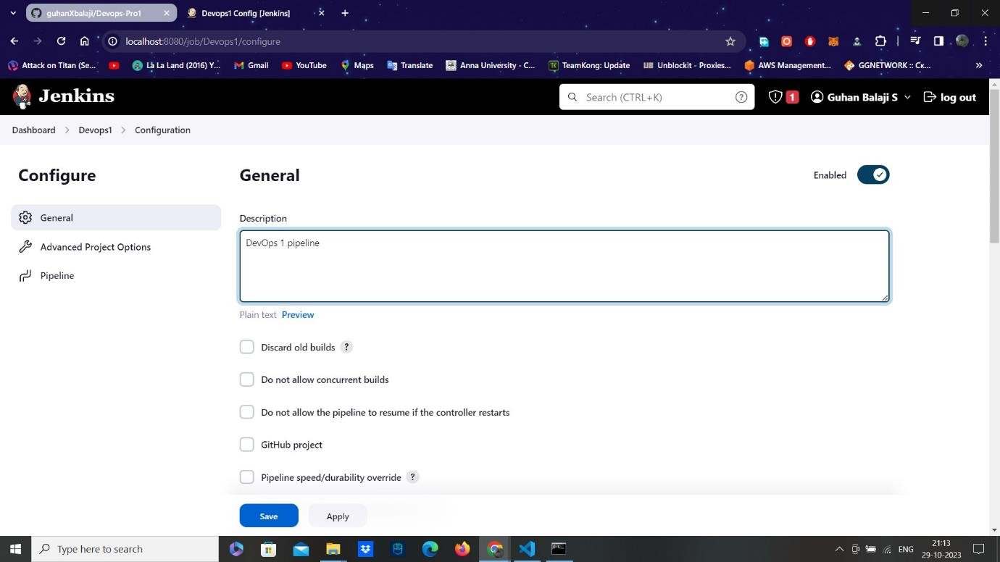 guhanXbalaji/Devops-Pro1
Devops1 Config [Jenkins]
localhost:8080/job/Devops1/configure
Attack on Titan (Se...
La La Land (2016) Y...
Gmail
YouTube
Maps
Translate
Anna University - C...
TK
TeamKong: Update
UB
Unblockit - Proxies...
AWS Management...
GGNETWORK :: Ск...
Jenkins
Search (CTRL+K)
?
1
Guhan Balaji S
log out
Dashboard > Devops1 > Configuration
Configure
General
Advanced Project Options
Pipeline
General
Enabled
Description
DevOps 1 pipeline
Plain text Preview
Discard old builds ?
Do not allow concurrent builds
Do not allow the pipeline to resume if the controller restarts
GitHub project
Pipeline speed/durability override ?
Save
Apply
Type here to search
ENG
21:13
29-10-2023